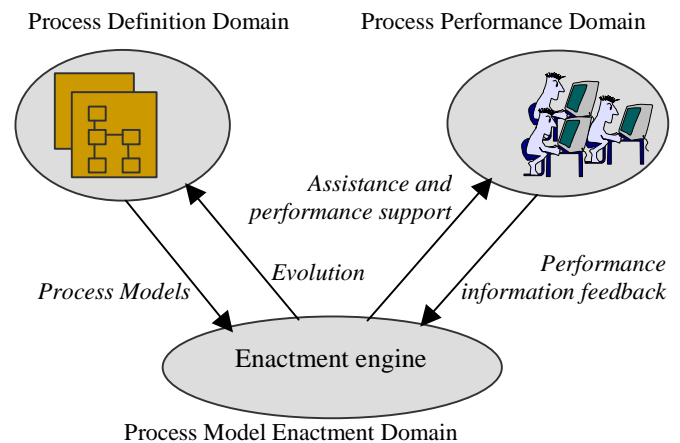 Process Definition Domain
Process Performance Domain
Assistance and
performance support
Evolution
Process Models
Performance
information feedback
Enactment engine
Process Model Enactment Domain